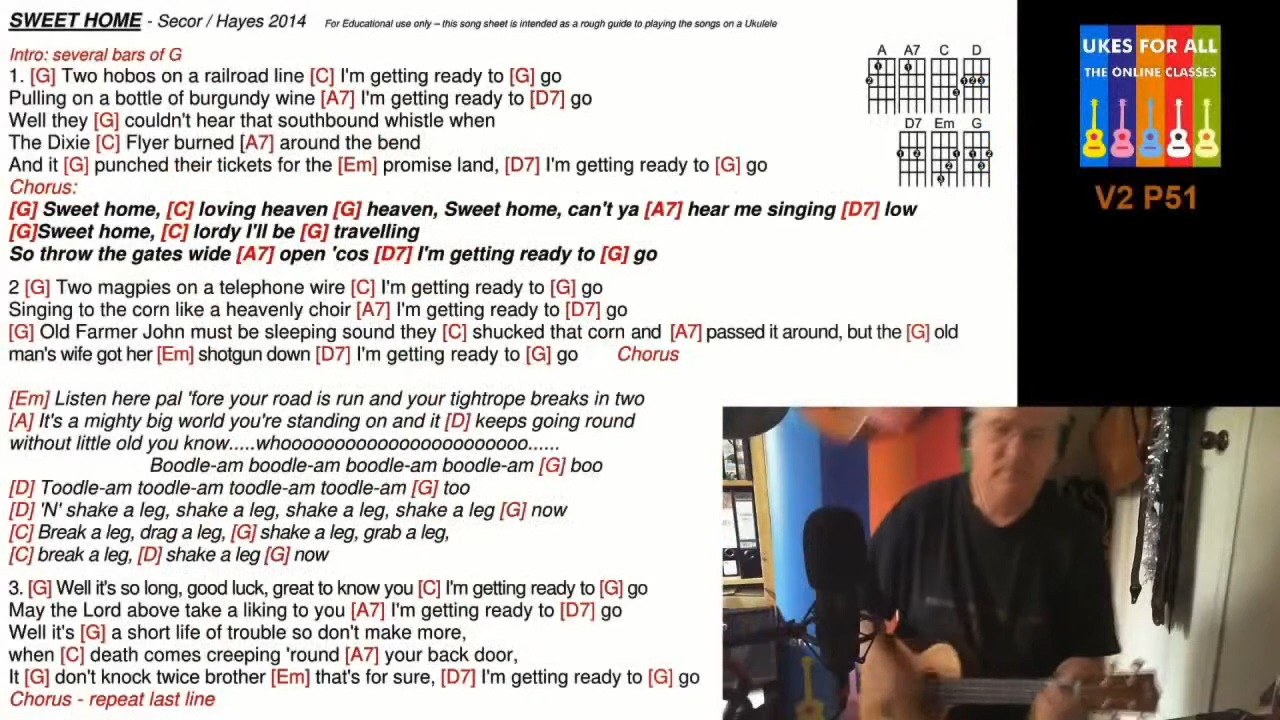 SWEET HOME - Secor / Hayes 2014 For Educational use only – this song sheet is intended as a rough guide to playing the songs on a Ukulele
Intro: several bars of G
1. [G] Two hobos on a railroad line [C] I'm getting ready to [G] go
Pulling on a bottle of burgundy wine [A7] I'm getting ready to [D7] go
Well they [G] couldn't hear that southbound whistle when
The Dixie [C] Flyer burned [A7] around the bend
And it [G] punched their tickets for the [Em] promise land, [D7] I'm getting ready to [G] go
Chorus:
[G] Sweet home, [C] loving heaven [G] heaven, Sweet home, can't ya [A7] hear me singing [D7] low
[G]Sweet home, [C] lordy I'll be [G] travelling
So throw the gates wide [A7] open 'cos [D7] I'm getting ready to [G] go
2 [G] Two magpies on a telephone wire [C] I'm getting ready to [G] go
Singing to the corn like a heavenly choir [A7] I'm getting ready to [D7] go
[G] Old Farmer John must be sleeping sound they [C] shucked that corn and [A7] passed it around, but the [G] old
man's wife got her [Em] shotgun down [D7] I'm getting ready to [G] go Chorus
[Em] Listen here pal 'fore your road is run and your tightrope breaks in two
[A] It's a mighty big world you're standing on and it [D] keeps going round
without little old you know.....whooooooooooooooooooooooo......
Boodle-am boodle-am boodle-am boodle-am [G] boo
[D] Toodle-am toodle-am toodle-am toodle-am [G] too
[D] 'N' shake a leg, shake a leg, shake a leg, shake a leg [G] now
[C] Break a leg, drag a leg, [G] shake a leg, grab a leg,
[C] break a leg, [D] shake a leg [G] now
3. [G] Well it's so long, good luck, great to know you [C] I'm getting ready to [G] go
May the Lord above take a liking to you [A7] I'm getting ready to [D7] go
Well it's [G] a short life of trouble so don't make more,
when [C] death comes creeping 'round [A7] your back door,
It [G] don't knock twice brother [Em] that's for sure, [D7] I'm getting ready to [G] go
Chorus - repeat last line
A A7 C D
D7 Em G
UKES FOR ALL
THE ONLINE CLASSES
V2 P51